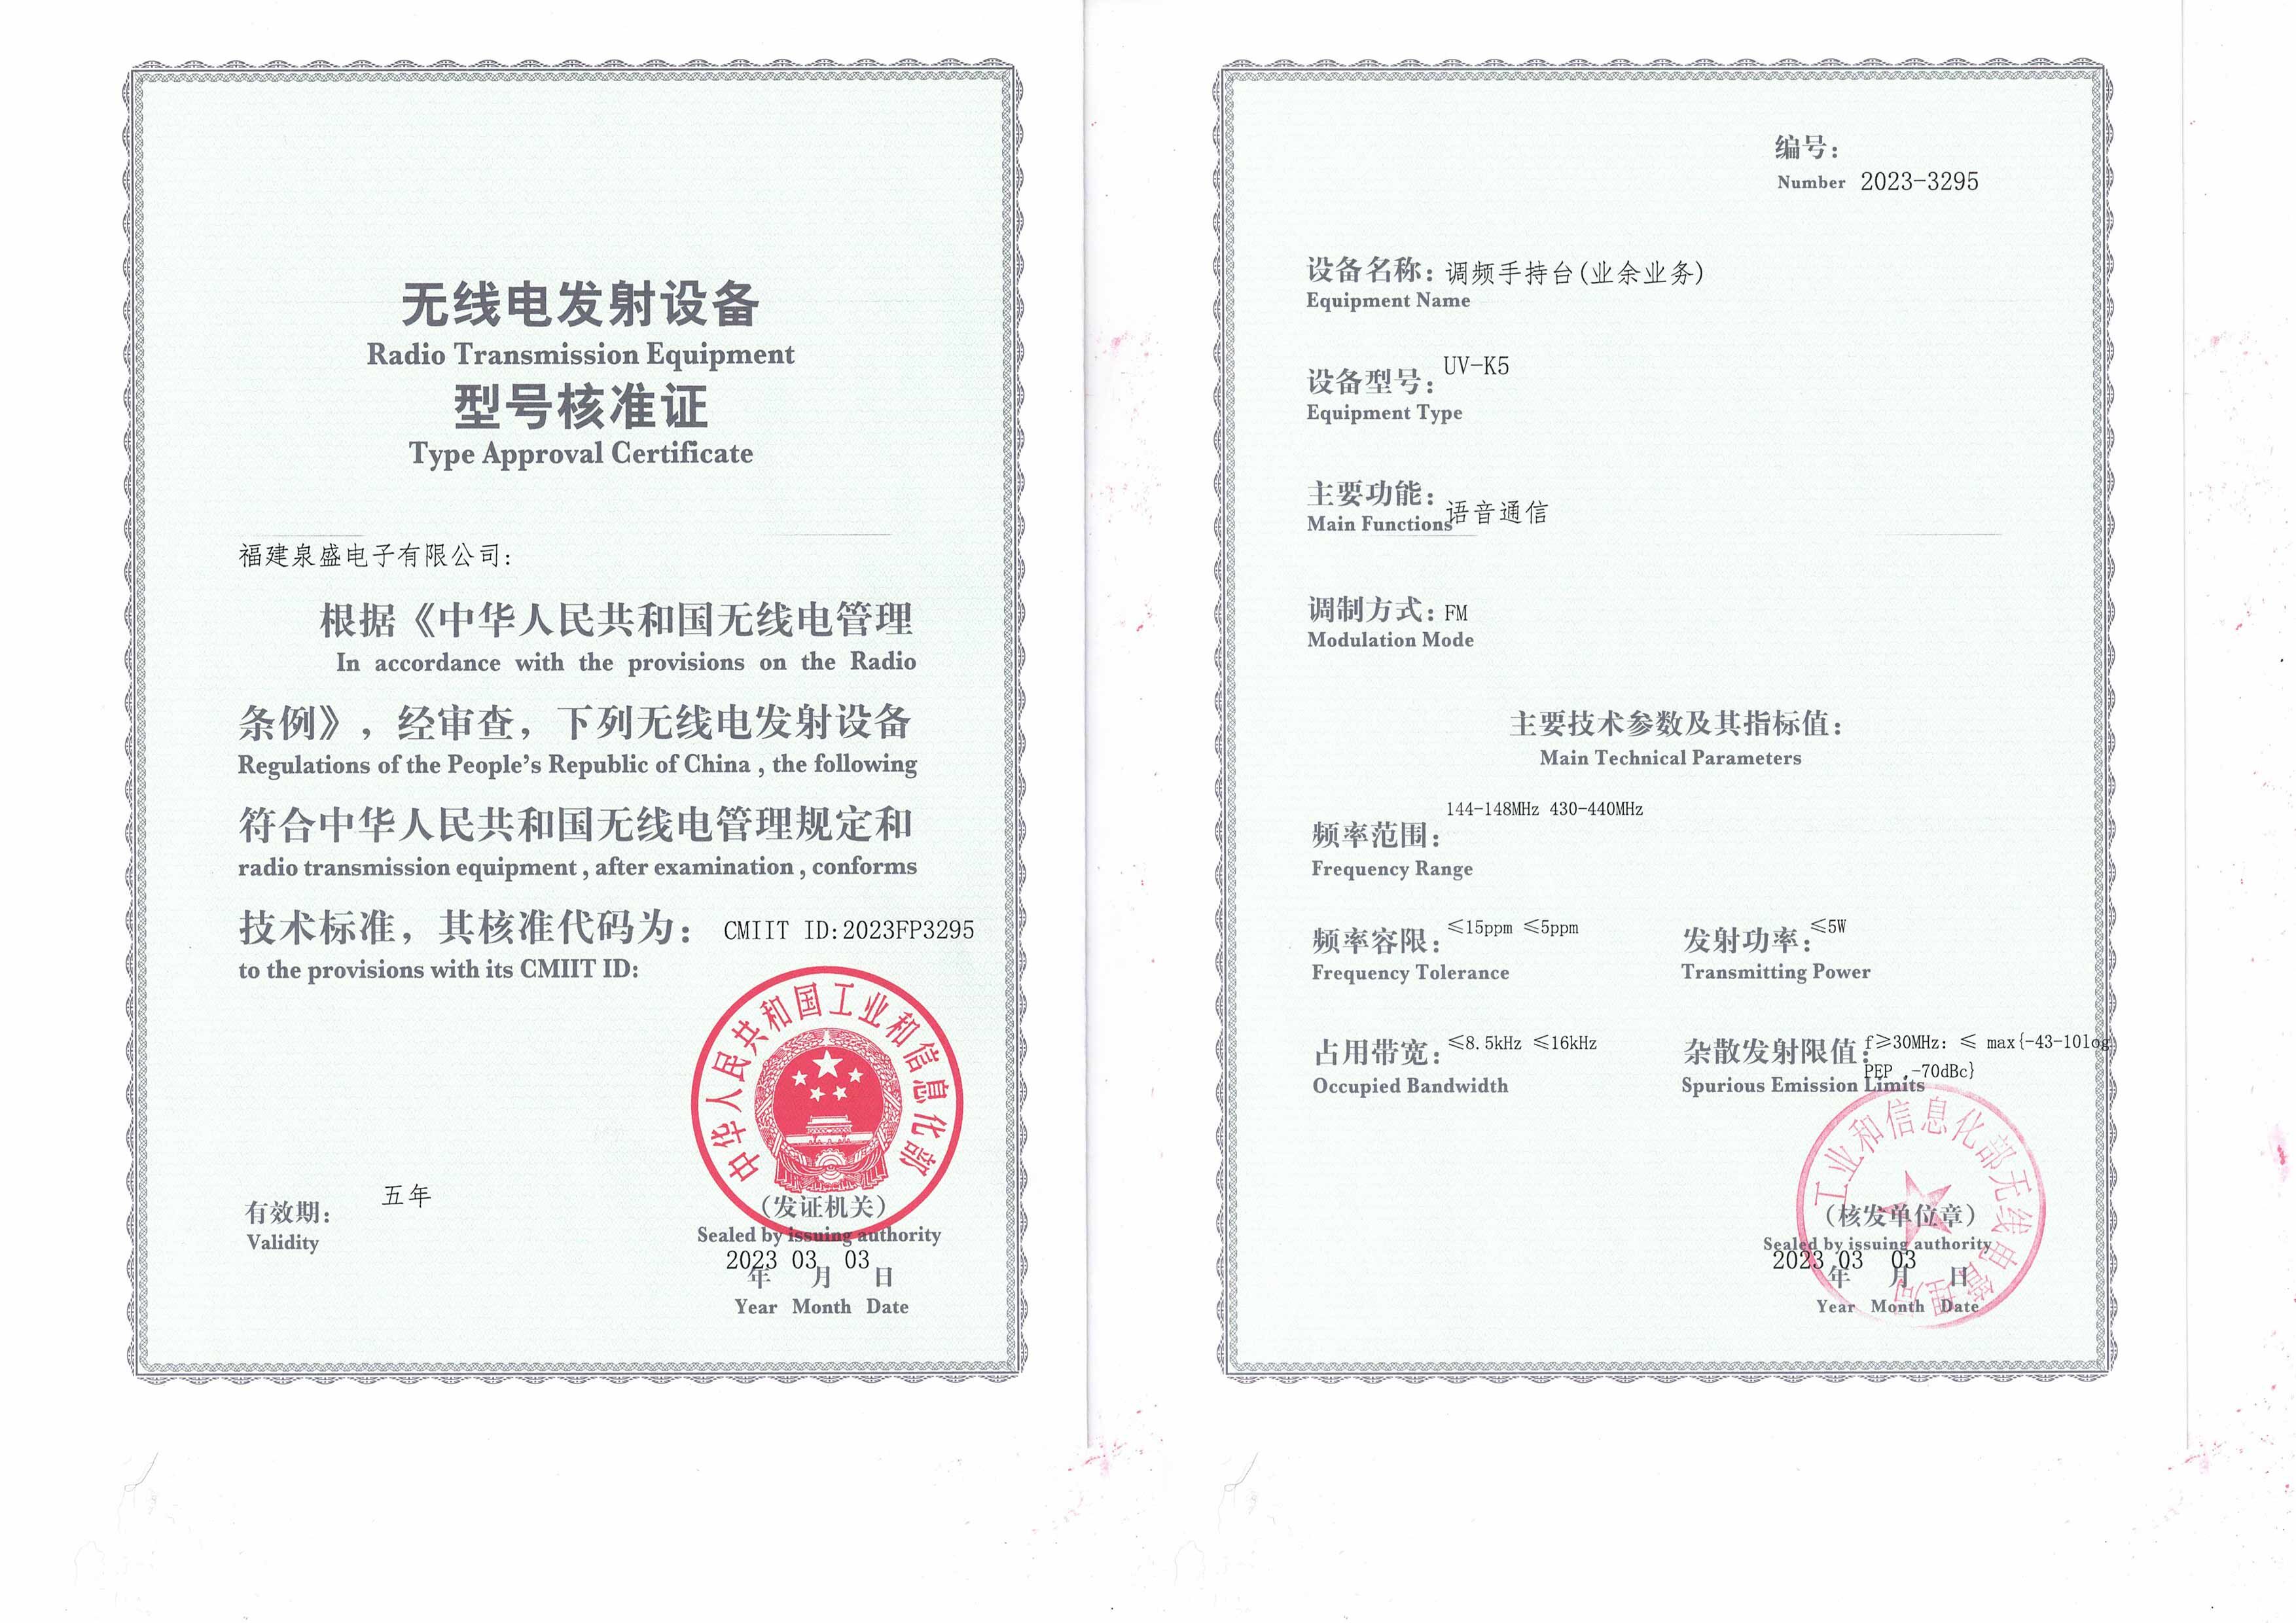 无线电发射设备
Radio Transmission Equipment
型号核准证
Type Approval Certificate
福建泉盛电子有限公司:
根据《中华人民共和国无线电管理
In accordance with the provisions on the Radio
条例》，经审查，下列无线电发射设备
Regulations of the People's Republic of China , the following
符合中华人民共和国无线电管理规定和
radio transmission equipment , after examination , conforms
技术标准，其核准代码为： CMIIT ID:2023FP3295
to the provisions with its CMIIT ID:
中华人民共和国工业和信息化部
有效期： 五年
Validity
（发证机关）
Sealed by issuing authority
2023 03 03
年 月 日
Year Month Date
编号：
Number 2023-3295
设备名称：调频手持台(业余业务)
Equipment Name
设备型号： UV-K5
Equipment Type
主要功能： 语音通信
Main Functions
调制方式：FM
Modulation Mode
主要技术参数及其指标值：
Main Technical Parameters
144-148MHz 430-440MHz
频率范围：
Frequency Range
频率容限： ≤15ppm ≤5ppm
Frequency Tolerance
发射功率： ≤5W
Transmitting Power
占用带宽： ≤8.5kHz ≤16kHz
Occupied Bandwidth
杂散发射限值： f≥30MHz: ≤ max{-43-10log
PEP ,-70dBc}
Spurious Emission Limits
工业和信息化部无线电管理局
（核发单位章）
Sealed by issuing authority
2023 03 03
年 月 日
Year Month Date